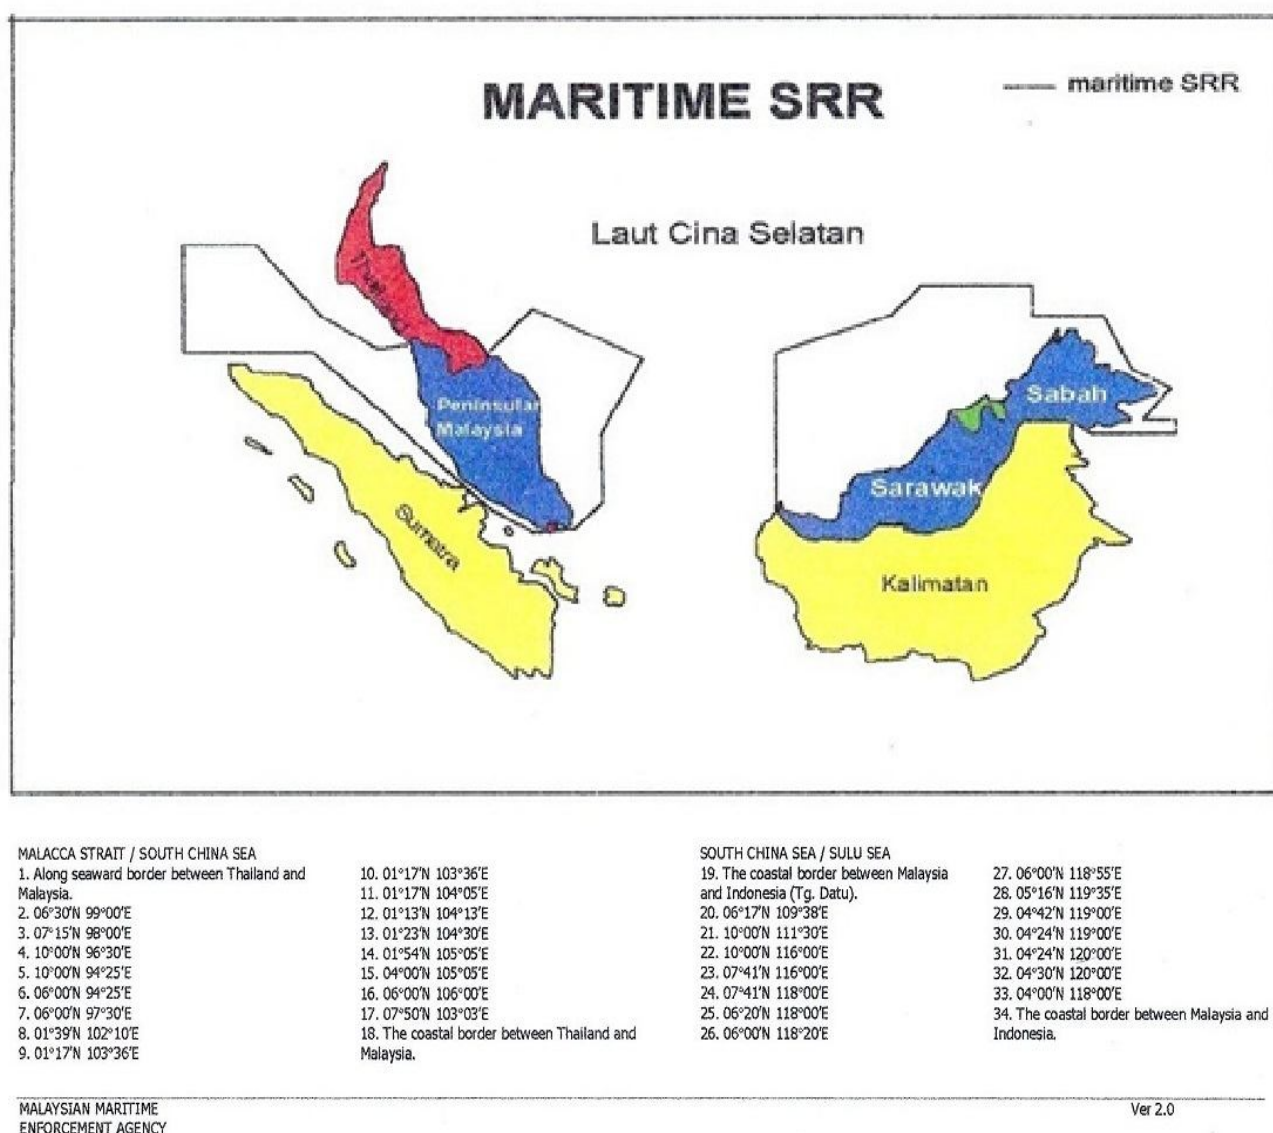 MARITIME SRR
maritime SRR
Laut Cina Selatan
Thailand
Peninsular
Malaysia
Sumatra
Sabah
Sarawak
Kalimatan
MALACCA STRAIT / SOUTH CHINA SEA
1. Along seaward border between Thailand and
Malaysia.
2. 06°30'N 99°00'E
3. 07°15'N 98°00'E
4. 10°00'N 96°30'E
5. 10°00'N 94°25'E
6. 06°00'N 94°25'E
7. 06°00'N 97°30'E
8. 01°39'N 102°10'E
9. 01°17'N 103°36'E
10. 01°17'N 103°36'E
11. 01°17'N 104°05'E
12. 01°13'N 104°13'E
13. 01°23'N 104°30'E
14. 01°54'N 105°05'E
15. 04°00'N 105°05'E
16. 06°00'N 106°00'E
17. 07°50'N 103°03'E
18. The coastal border between Thailand and
Malaysia.
SOUTH CHINA SEA / SULU SEA
19. The coastal border between Malaysia
and Indonesia (Tg. Datu).
20. 06°17'N 109°38'E
21. 10°00'N 111°30'E
22. 10°00'N 116°00'E
23. 07°41'N 116°00'E
24. 07°41'N 118°00'E
25. 06°20'N 118°00'E
26. 06°00'N 118°20'E
27. 06°00'N 118°55'E
28. 05°16'N 119°35'E
29. 04°42'N 119°00'E
30. 04°24'N 119°00'E
31. 04°24'N 120°00'E
32. 04°30'N 120°00'E
33. 04°00'N 118°00'E
34. The coastal border between Malaysia and
Indonesia.
MALAYSIAN MARITIME
ENFORCEMENT AGENCY
Ver 2.0